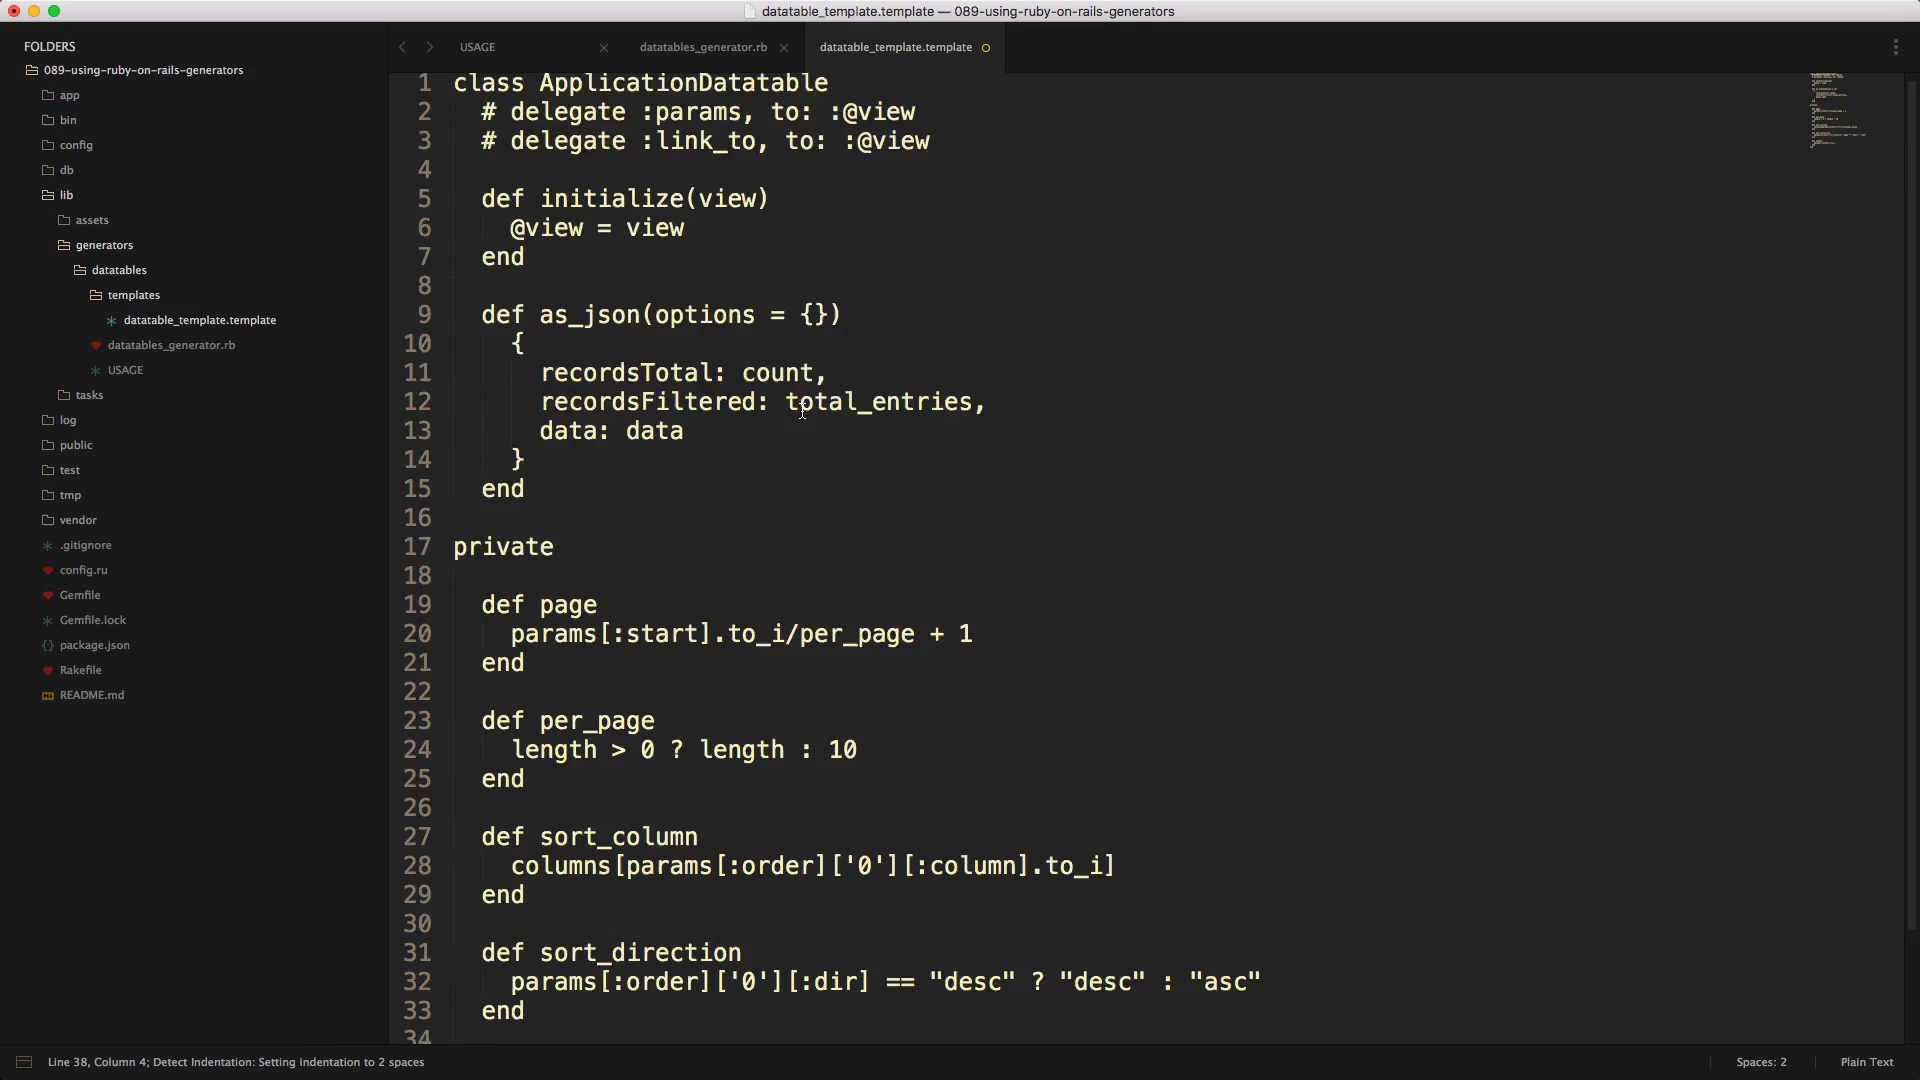 datatable_template.template — 089-using-ruby-on-rails-generators
FOLDERS
089-using-ruby-on-rails-generators
app
bin
config
db
lib
assets
generators
datatables
templates
datatable_template.template
datatables_generator.rb
USAGE
tasks
log
public
test
tmp
vendor
.gitignore
config.ru
Gemfile
Gemfile.lock
package.json
Rakefile
README.md
USAGE
datatables_generator.rb
datatable_template.template
1 class ApplicationDatatable
2   # delegate :params, to: :@view
3   # delegate :link_to, to: :@view
4
5   def initialize(view)
6     @view = view
7   end
8
9   def as_json(options = {})
10     {
11       recordsTotal: count,
12       recordsFiltered: total_entries,
13       data: data
14     }
15   end
16
17 private
18
19   def page
20     params[:start].to_i/per_page + 1
21   end
22
23   def per_page
24     length > 0 ? length : 10
25   end
26
27   def sort_column
28     columns[params[:order]['0'][:column].to_i]
29   end
30
31   def sort_direction
32     params[:order]['0'][:dir] == "desc" ? "desc" : "asc"
33   end
34
Line 38, Column 4; Detect Indentation: Setting indentation to 2 spaces
Spaces: 2
Plain Text